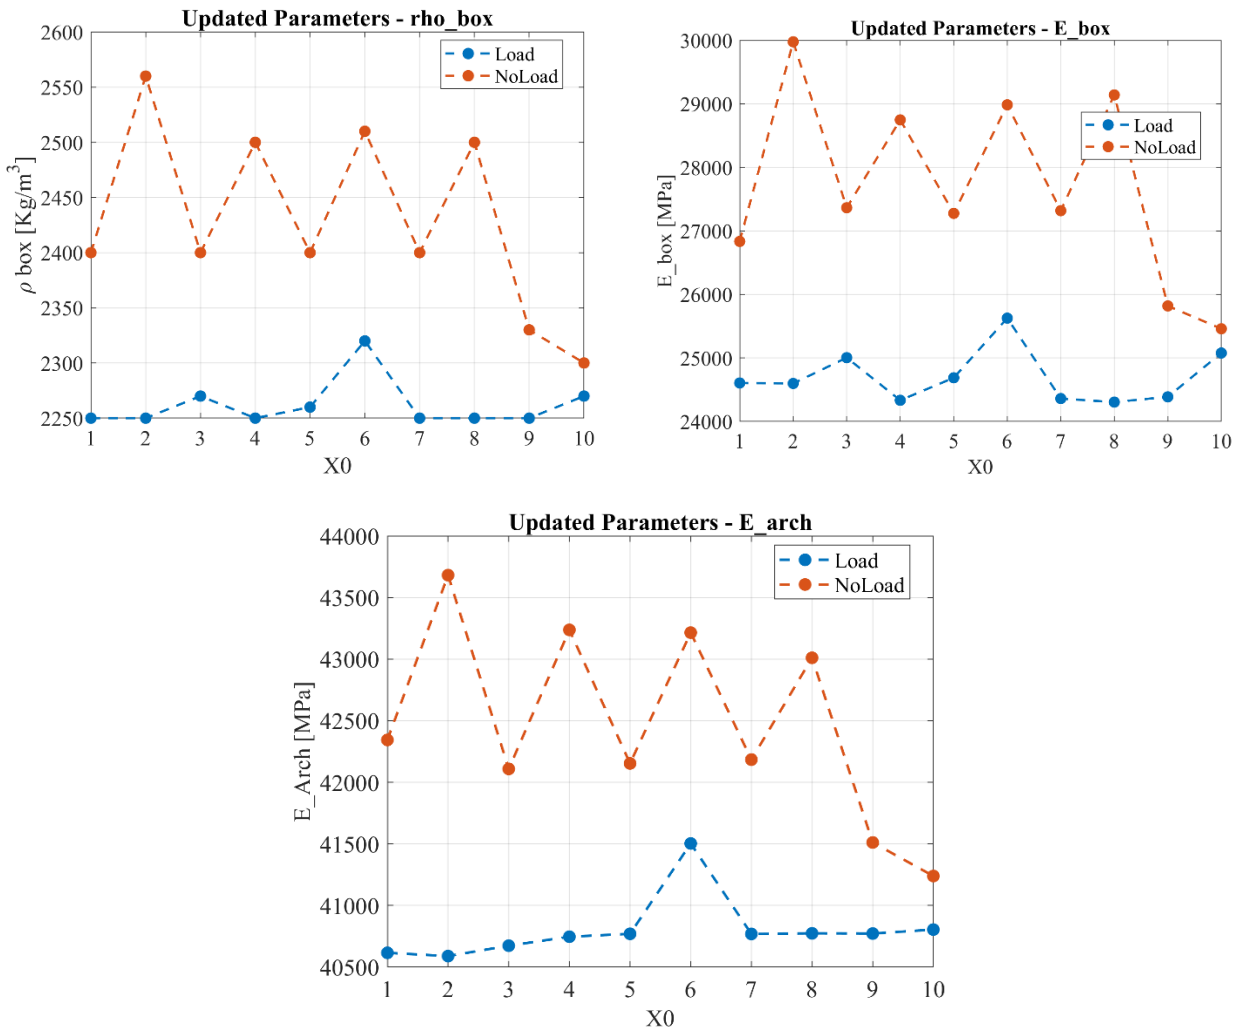 Updated Parameters - rho_box
2600
2550
2500
2450
2400
2350
2300
2250
ρ box [Kg/m³]
Load
NoLoad
1 2 3 4 5 6 7 8 9 10
X0
Updated Parameters - E_box
30000
29000
28000
27000
26000
25000
24000
E_box [MPa]
Load
NoLoad
1 2 3 4 5 6 7 8 9 10
X0
Updated Parameters - E_arch
44000
43500
43000
42500
42000
41500
41000
40500
E_Arch [MPa]
Load
NoLoad
1 2 3 4 5 6 7 8 9 10
X0